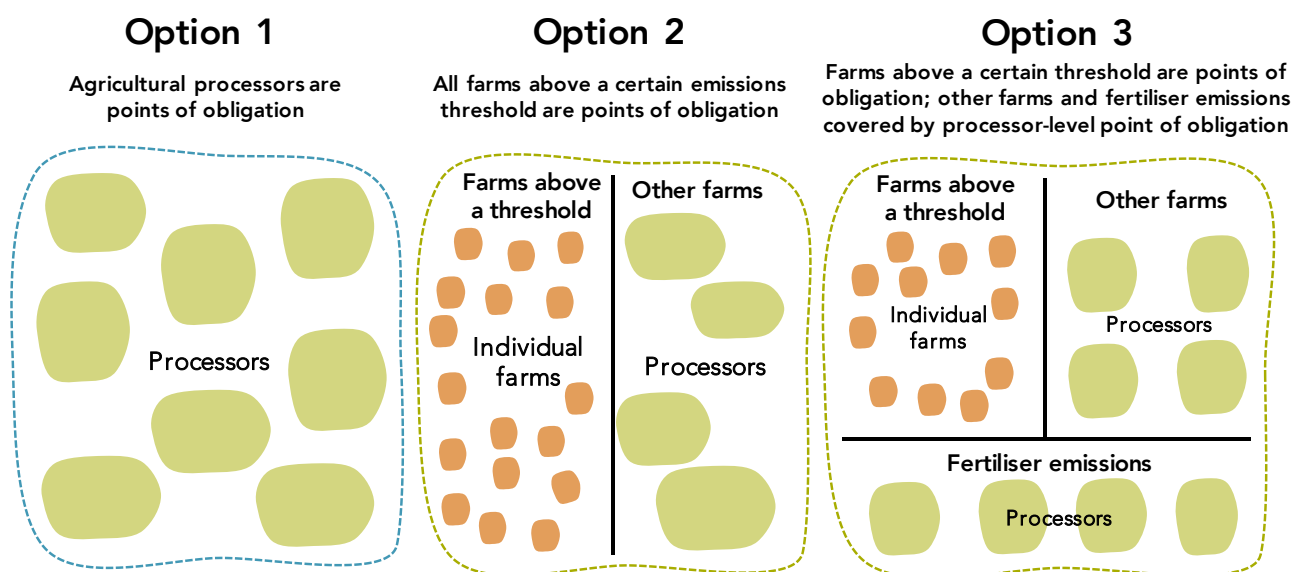 Option 1
Agricultural processors are
points of obligation
Processors
Option 2
All farms above a certain emissions
threshold are points of obligation
Farms above
a threshold
Individual
farms
Other farms
Processors
Option 3
Farms above a certain threshold are points of
obligation; other farms and fertiliser emissions
covered by processor-level point of obligation
Farms above
a threshold
Individual
farms
Other farms
Processors
Fertiliser emissions
Processors